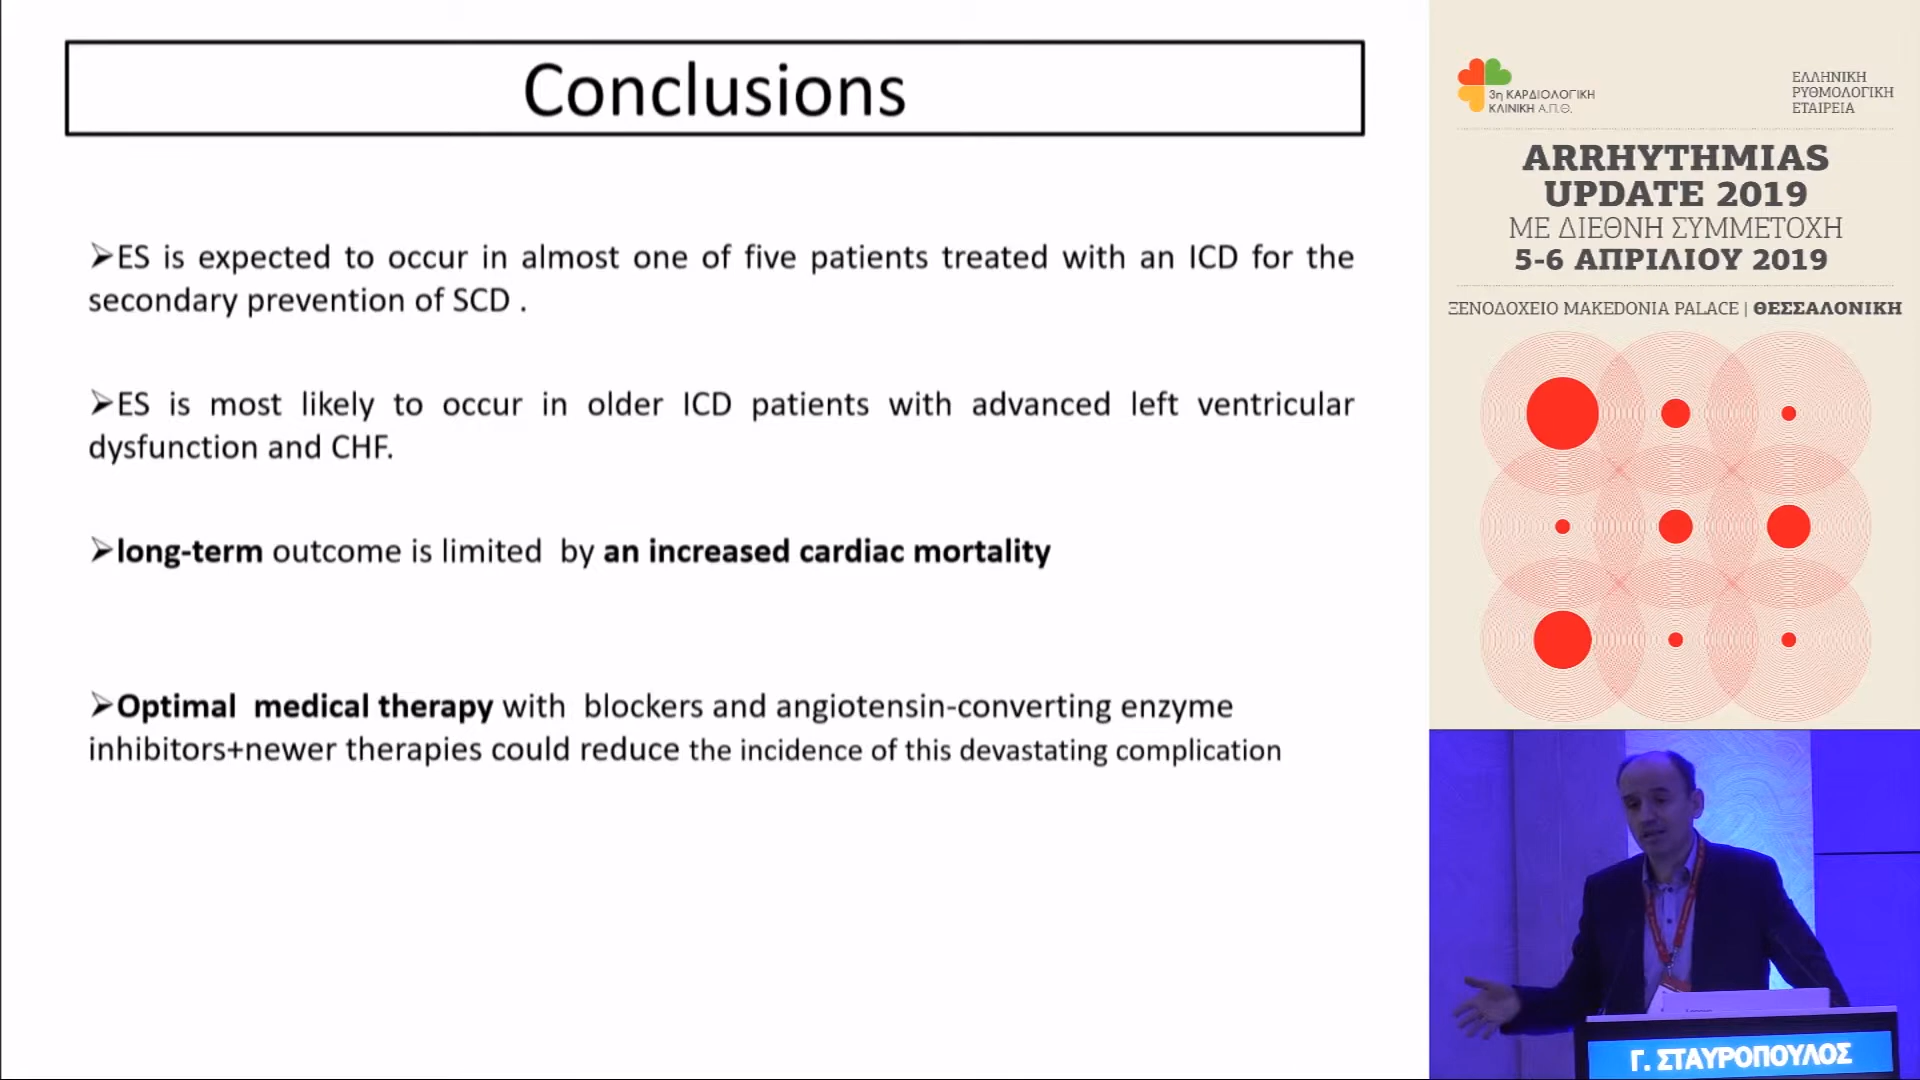 Conclusions
➢ES is expected to occur in almost one of five patients treated with an ICD for the
secondary prevention of SCD .
➢ES is most likely to occur in older ICD patients with advanced left ventricular
dysfunction and CHF.
➢long-term outcome is limited by an increased cardiac mortality
➢Optimal medical therapy with blockers and angiotensin-converting enzyme
inhibitors+newer therapies could reduce the incidence of this devastating complication
3η ΚΑΡΔΙΟΛΟΓΙΚΗ
ΚΛΙΝΙΚΗ Α.Π.Θ.
ΕΛΛΗΝΙΚΗ
ΡΥΘΜΟΛΟΓΙΚΗ
ΕΤΑΙΡΕΙΑ
ARRHYTHMIAS
UPDATE 2019
ΜΕ ΔΙΕΘΝΗ ΣΥΜΜΕΤΟΧΗ
5-6 ΑΠΡΙΛΙΟΥ 2019
ΞΕΝΟΔΟΧΕΙΟ MAKEDONIA PALACE | ΘΕΣΣΑΛΟΝΙΚΗ
Γ. ΣΤΑΥΡΟΠΟΥΛΟΣ